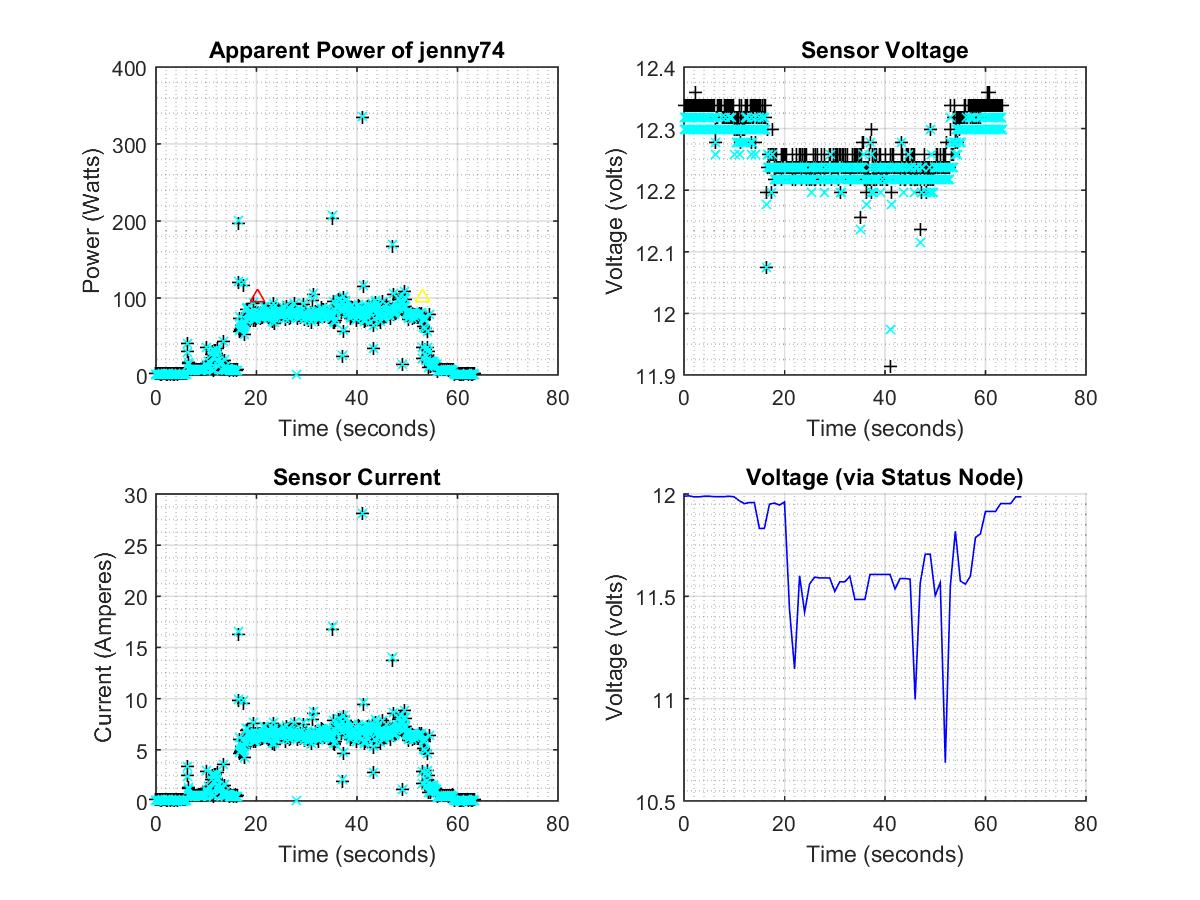 Apparent Power of jenny74
400
300
200
100
0
Power (Watts)
0 20 40 60 80
Time (seconds)
Sensor Voltage
12.4
12.3
12.2
12.1
12
11.9
Voltage (volts)
0 20 40 60 80
Time (seconds)
Sensor Current
30
25
20
15
10
5
0
Current (Amperes)
0 20 40 60 80
Time (seconds)
Voltage (via Status Node)
12
11.5
11
10.5
Voltage (volts)
0 20 40 60 80
Time (seconds)